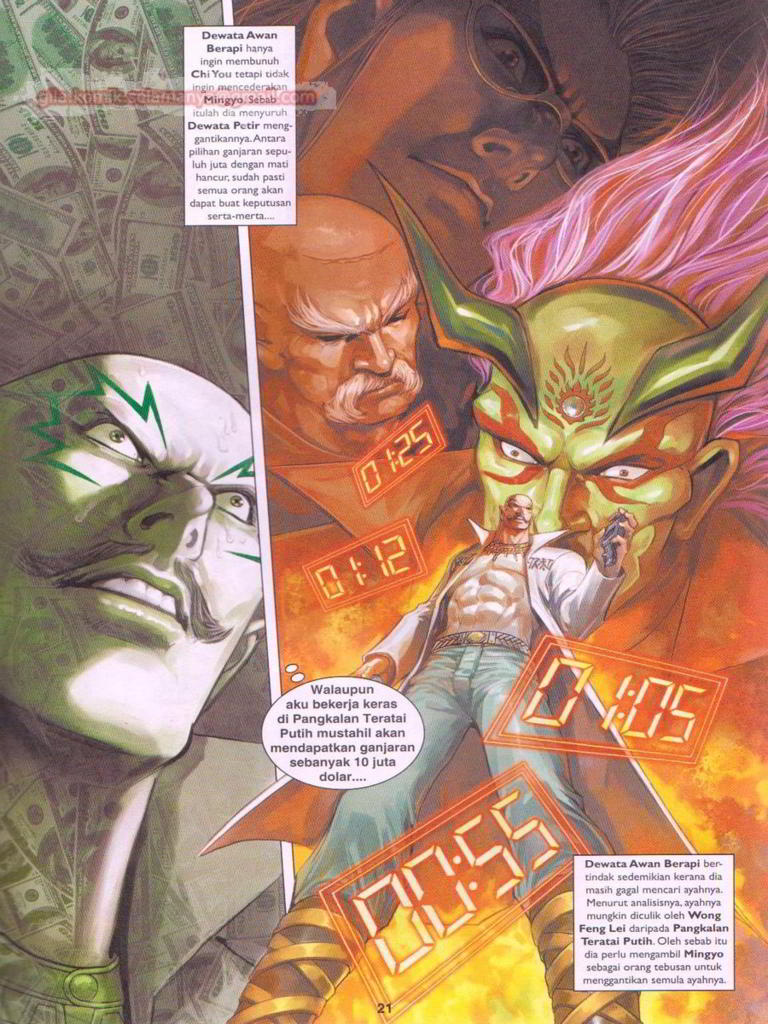 Dewata Awan
Berapi hanya
ingin membunuh
Chi You tetapi tidak
ingin mencederakan
Mingyo. Sebab
itulah dia menyuruh
Dewata Petir meng-
gantikannya. Antara
pilihan ganjaran sepu-
luh juta dengan mati
hancur, sudah pasti
semua orang akan
dapat buat keputusan
serta-merta....
01:25
01:12
01:05
00:55
Walaupun
aku bekerja keras
di Pangkalan Teratai
Putih mustahil akan
mendapatkan ganjaran
sebanyak 10 juta
dolar....
Dewata Awan Berapi ber-
tindak sedemikian kerana dia
masih gagal mencari ayahnya.
Menurut analisisnya, ayahnya
mungkin diculik oleh Wong
Feng Lei daripada Pangkalan
Teratai Putih. Oleh sebab itu
dia perlu mengambil Mingyo
sebagai orang tebusan untuk
menggantikan semula ayahnya.
21